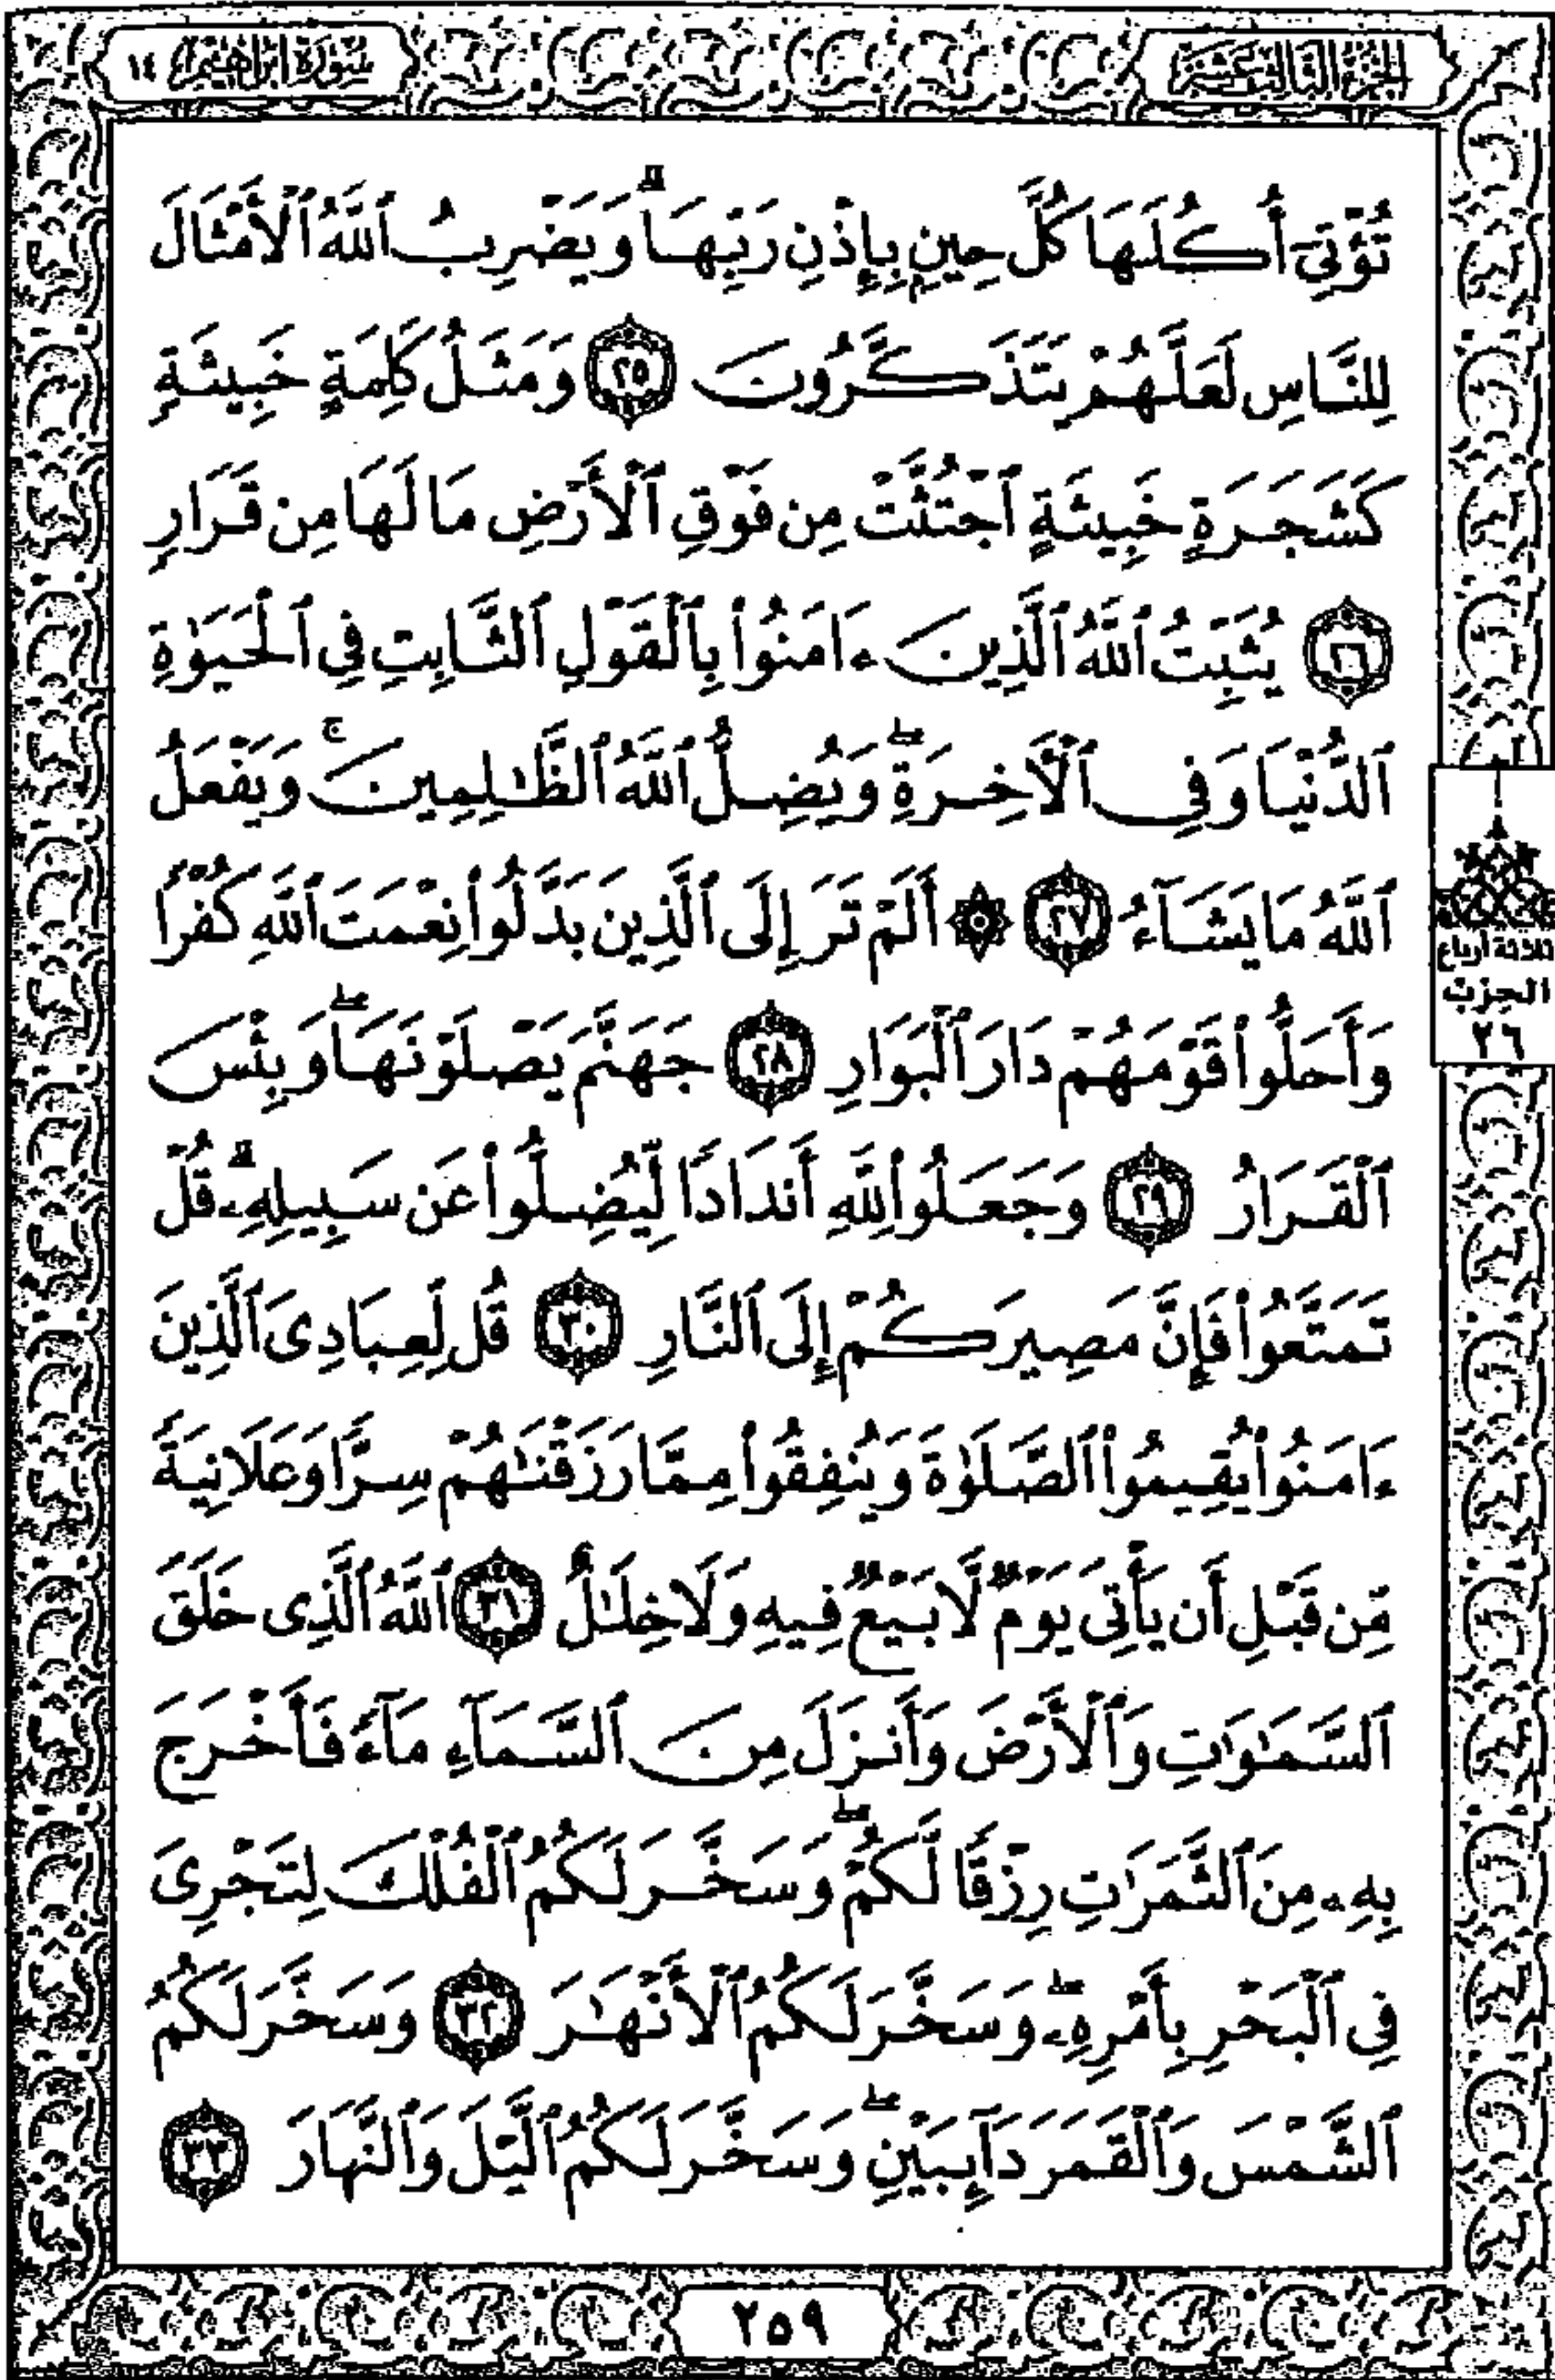 الجزء الثالث عشر
سورة ابراهيم ١٤
تُؤْتِىٓ أُكُلَهَا كُلَّ حِينٍۭ بِإِذْنِ رَبِّهَاۗ وَيَضْرِبُ ٱللَّهُ ٱلْأَمْثَالَ
لِلنَّاسِ لَعَلَّهُمْ يَتَذَكَّرُونَ ٢٥ وَمَثَلُ كَلِمَةٍ خَبِيثَةٍ
كَشَجَرَةٍ خَبِيثَةٍ ٱجْتُثَّتْ مِن فَوْقِ ٱلْأَرْضِ مَا لَهَا مِن قَرَارٍ
٢٦ يُثَبِّتُ ٱللَّهُ ٱلَّذِينَ ءَامَنُوا۟ بِٱلْقَوْلِ ٱلثَّابِتِ فِى ٱلْحَيَوٰةِ
ٱلدُّنْيَا وَفِى ٱلْءَاخِرَةِۖ وَيُضِلُّ ٱللَّهُ ٱلظَّـٰلِمِينَۚ وَيَفْعَلُ
ٱللَّهُ مَا يَشَآءُ ٢٧ ۞ أَلَمْ تَرَ إِلَى ٱلَّذِينَ بَدَّلُوا۟ نِعْمَتَ ٱللَّهِ كُفْرًا
وَأَحَلُّوا۟ قَوْمَهُمْ دَارَ ٱلْبَوَارِ ٢٨ جَهَنَّمَ يَصْلَوْنَهَاۖ وَبِئْسَ
ٱلْقَرَارُ ٢٩ وَجَعَلُوا۟ لِلَّهِ أَندَادًا لِّيُضِلُّوا۟ عَن سَبِيلِهِۦۗ قُلْ
تَمَتَّعُوا۟ فَإِنَّ مَصِيرَكُمْ إِلَى ٱلنَّارِ ٣٠ قُل لِّعِبَادِىَ ٱلَّذِينَ
ءَامَنُوا۟ يُقِيمُوا۟ ٱلصَّلَوٰةَ وَيُنفِقُوا۟ مِمَّا رَزَقْنَـٰهُمْ سِرًّا وَعَلَانِيَةً
مِّن قَبْلِ أَن يَأْتِىَ يَوْمٌ لَّا بَيْعٌ فِيهِ وَلَا خِلَـٰلٌ ٣١ ٱللَّهُ ٱلَّذِى خَلَقَ
ٱلسَّمَـٰوَٰتِ وَٱلْأَرْضَ وَأَنزَلَ مِنَ ٱلسَّمَآءِ مَآءً فَأَخْرَجَ
بِهِۦ مِنَ ٱلثَّمَرَٰتِ رِزْقًا لَّكُمْۖ وَسَخَّرَ لَكُمُ ٱلْفُلْكَ لِتَجْرِىَ
فِى ٱلْبَحْرِ بِأَمْرِهِۦۖ وَسَخَّرَ لَكُمُ ٱلْأَنْهَـٰرَ ٣٢ وَسَخَّرَ لَكُمُ
ٱلشَّمْسَ وَٱلْقَمَرَ دَآئِبَيْنِۖ وَسَخَّرَ لَكُمُ ٱلَّيْلَ وَٱلنَّهَارَ ٣٣
ثلاثة أرباع
الحزب
٢٦
٢٥٩